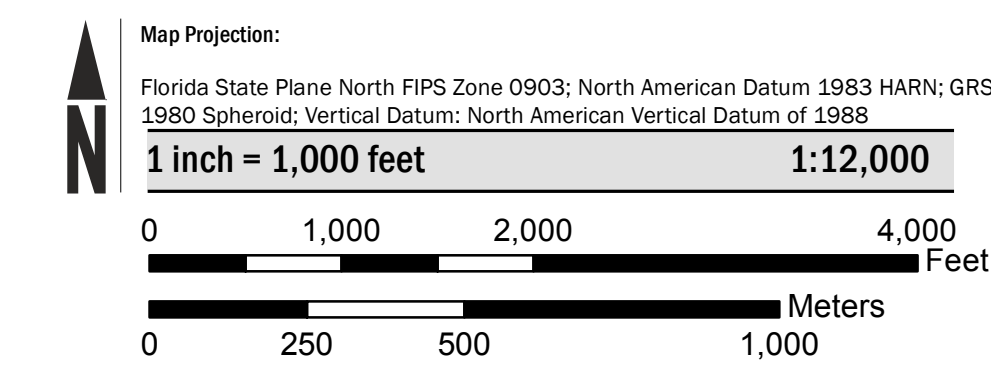 Map Projection:
Florida State Plane North FIPS Zone 0903; North American Datum 1983 HARN; GRS
1980 Spheroid; Vertical Datum: North American Vertical Datum of 1988
N
1 inch = 1,000 feet 1:12,000
0 1,000 2,000 4,000
Feet
Meters
0 250 500 1,000